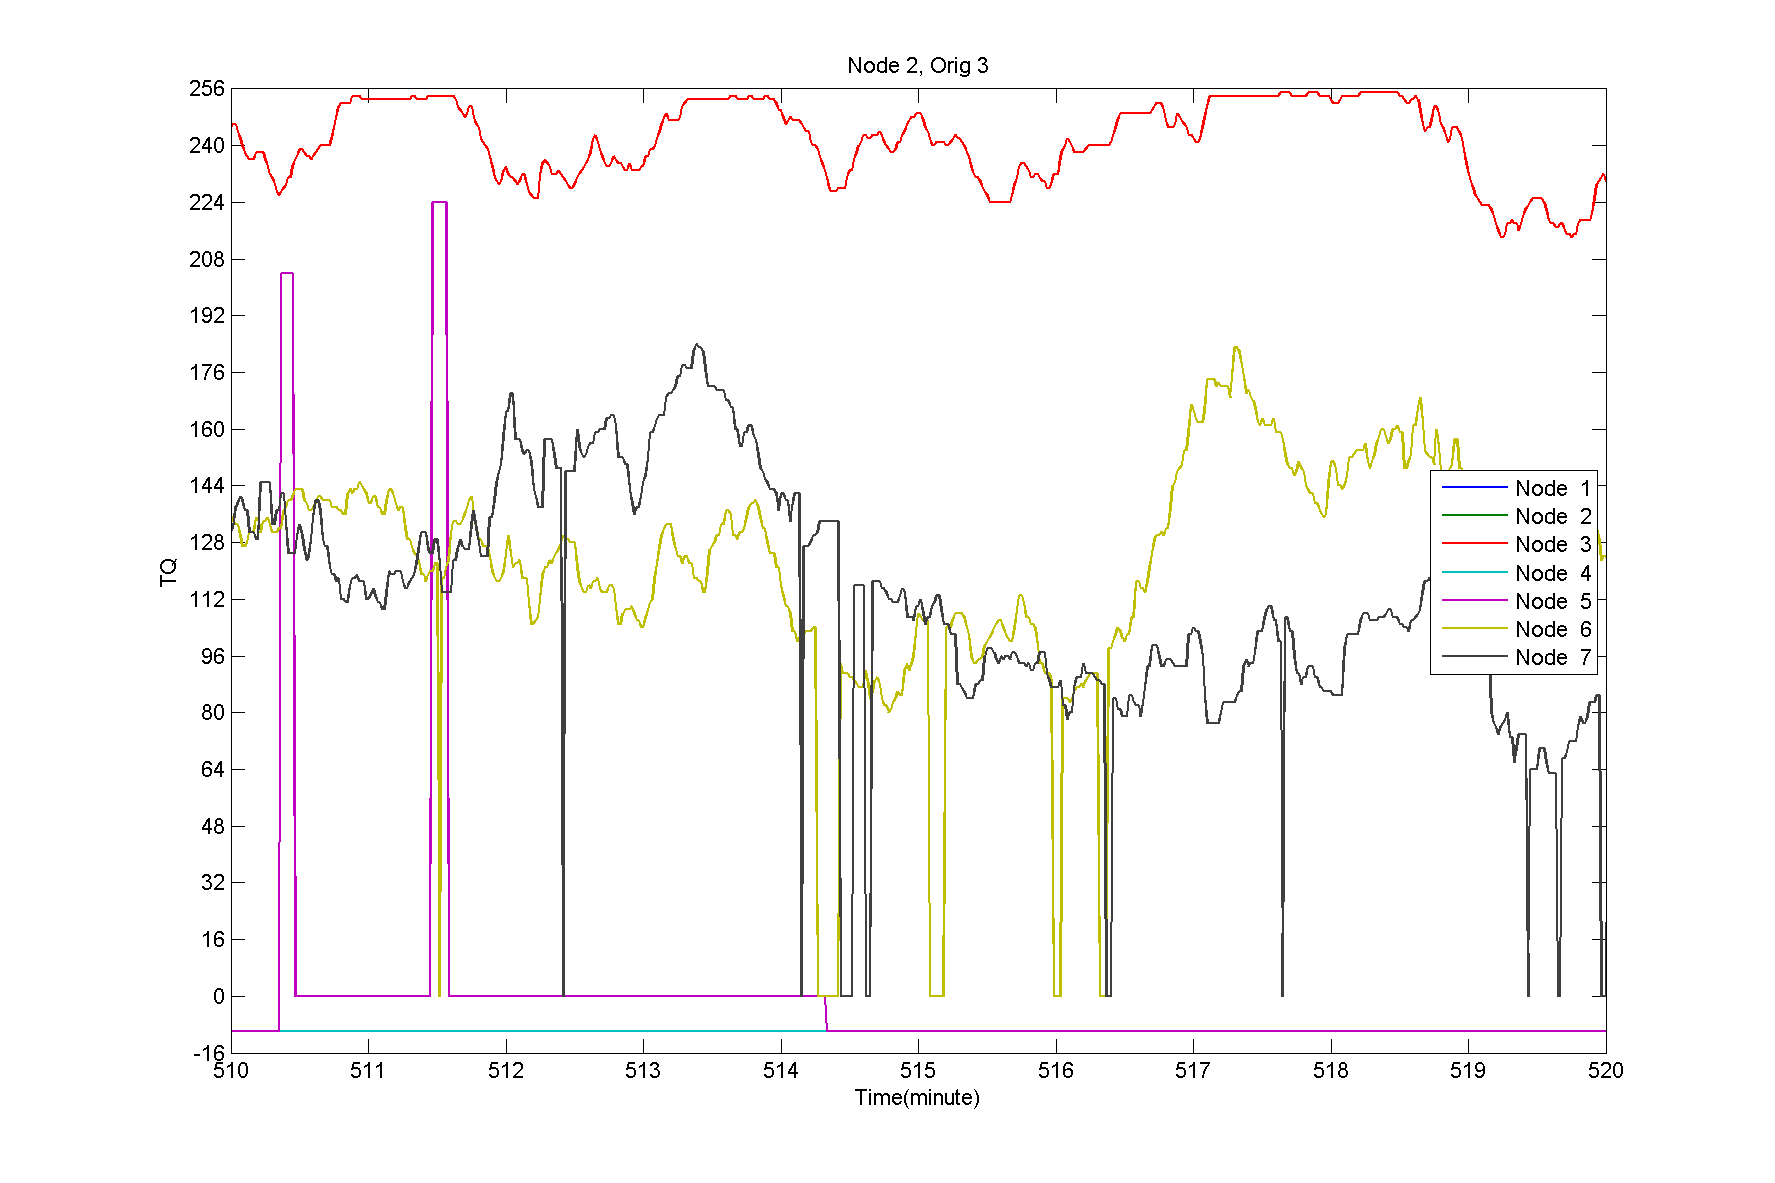 Node 2, Orig 3
256
240
224
208
192
176
160
144
128
112
96
80
64
48
32
16
0
-16
TQ
Node 1
Node 2
Node 3
Node 4
Node 5
Node 6
Node 7
510 511 512 513 514 515 516 517 518 519 520
Time(minute)